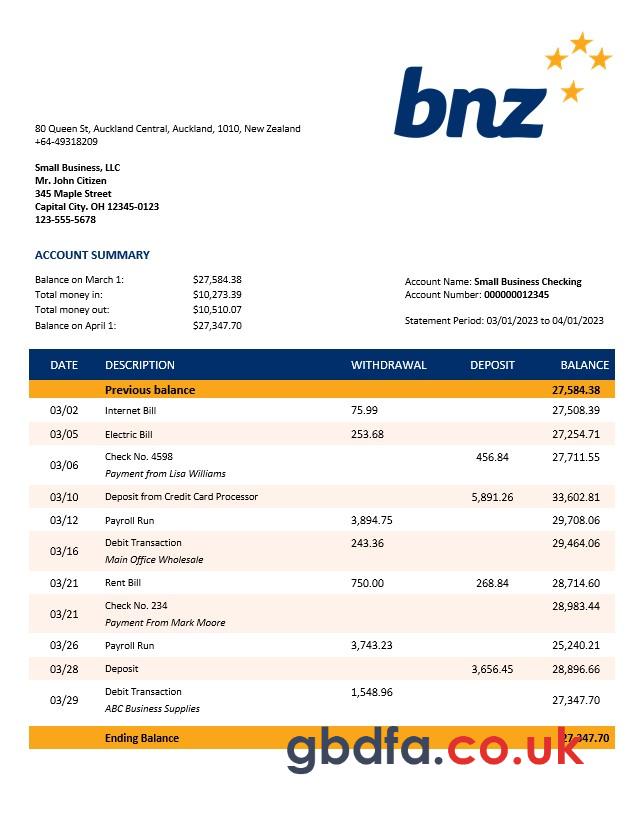 bnz
80 Queen St, Auckland Central, Auckland, 1010, New Zealand
+64-49318209
Small Business, LLC
Mr. John Citizen
345 Maple Street
Capital City. OH 12345-0123
123-555-5678
ACCOUNT SUMMARY
Balance on March 1: $27,584.38
Total money in: $10,273.39
Total money out: $10,510.07
Balance on April 1: $27,347.70
Account Name: Small Business Checking
Account Number: 000000012345
Statement Period: 03/01/2023 to 04/01/2023
DATE DESCRIPTION WITHDRAWAL DEPOSIT BALANCE
Previous balance 27,584.38
03/02 Internet Bill 75.99 27,508.39
03/05 Electric Bill 253.68 27,254.71
03/06 Check No. 4598 456.84 27,711.55
Payment from Lisa Williams
03/10 Deposit from Credit Card Processor 5,891.26 33,602.81
03/12 Payroll Run 3,894.75 29,708.06
03/16 Debit Transaction 243.36 29,464.06
Main Office Wholesale
03/21 Rent Bill 750.00 268.84 28,714.60
03/21 Check No. 234 28,983.44
Payment From Mark Moore
03/26 Payroll Run 3,743.23 25,240.21
03/28 Deposit 3,656.45 28,896.66
03/29 Debit Transaction 1,548.96 27,347.70
ABC Business Supplies
Ending Balance 27,347.70
gbdfa.co.uk